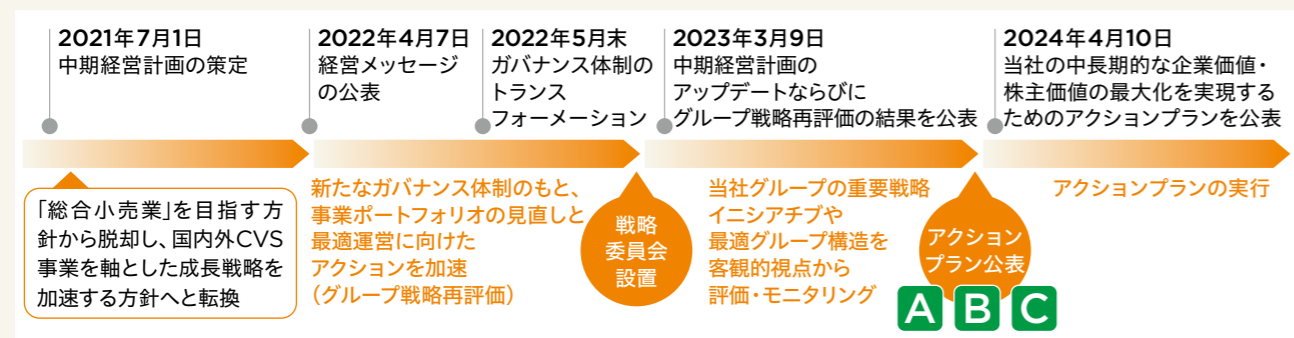 2021年7月1日
中期経営計画の策定
2022年4月7日
経営メッセージ
の公表
2022年5月末
ガバナンス体制の
トランス
フォーメーション
2023年3月9日
中期経営計画の
アップデートならびに
グループ戦略再評価の結果を公表
2024年4月10日
当社の中長期的な企業価値・
株主価値の最大化を実現する
ためのアクションプランを公表
「総合小売業」を目指す方
針から脱却し、国内外CVS
事業を軸とした成長戦略を
加速する方針へと転換
新たなガバナンス体制のもと、
事業ポートフォリオの見直しと
最適運営に向けた
アクションを加速
（グループ戦略再評価）
戦略
委員会
設置
当社グループの重要戦略
イニシアチブや
最適グループ構造を
客観的視点から
評価・モニタリング
アクション
プラン公表
A B C
アクションプランの実行